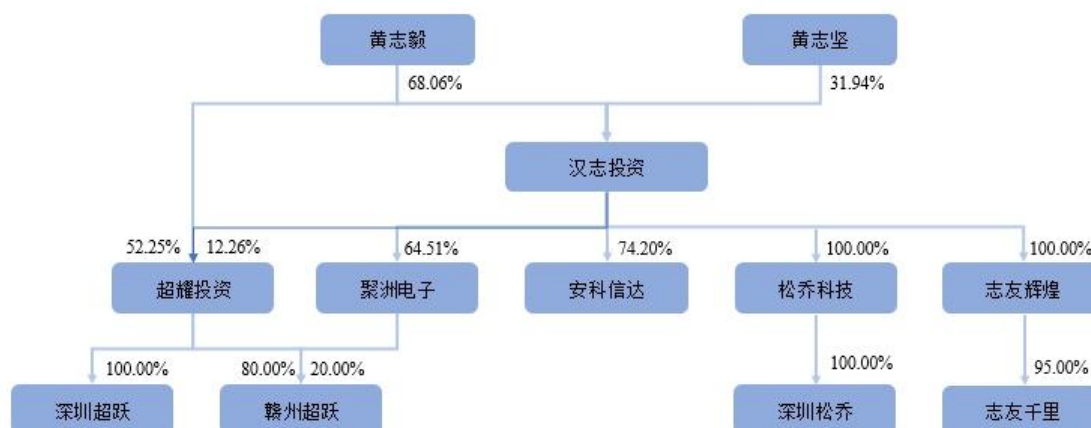 黄志毅
黄志坚
68.06%
31.94%
汉志投资
52.25%
12.26%
64.51%
74.20%
100.00%
100.00%
超耀投资
聚洲电子
安科信达
松乔科技
志友辉煌
100.00%
80.00%
20.00%
100.00%
95.00%
深圳超跃
赣州超跃
深圳松乔
志友千里